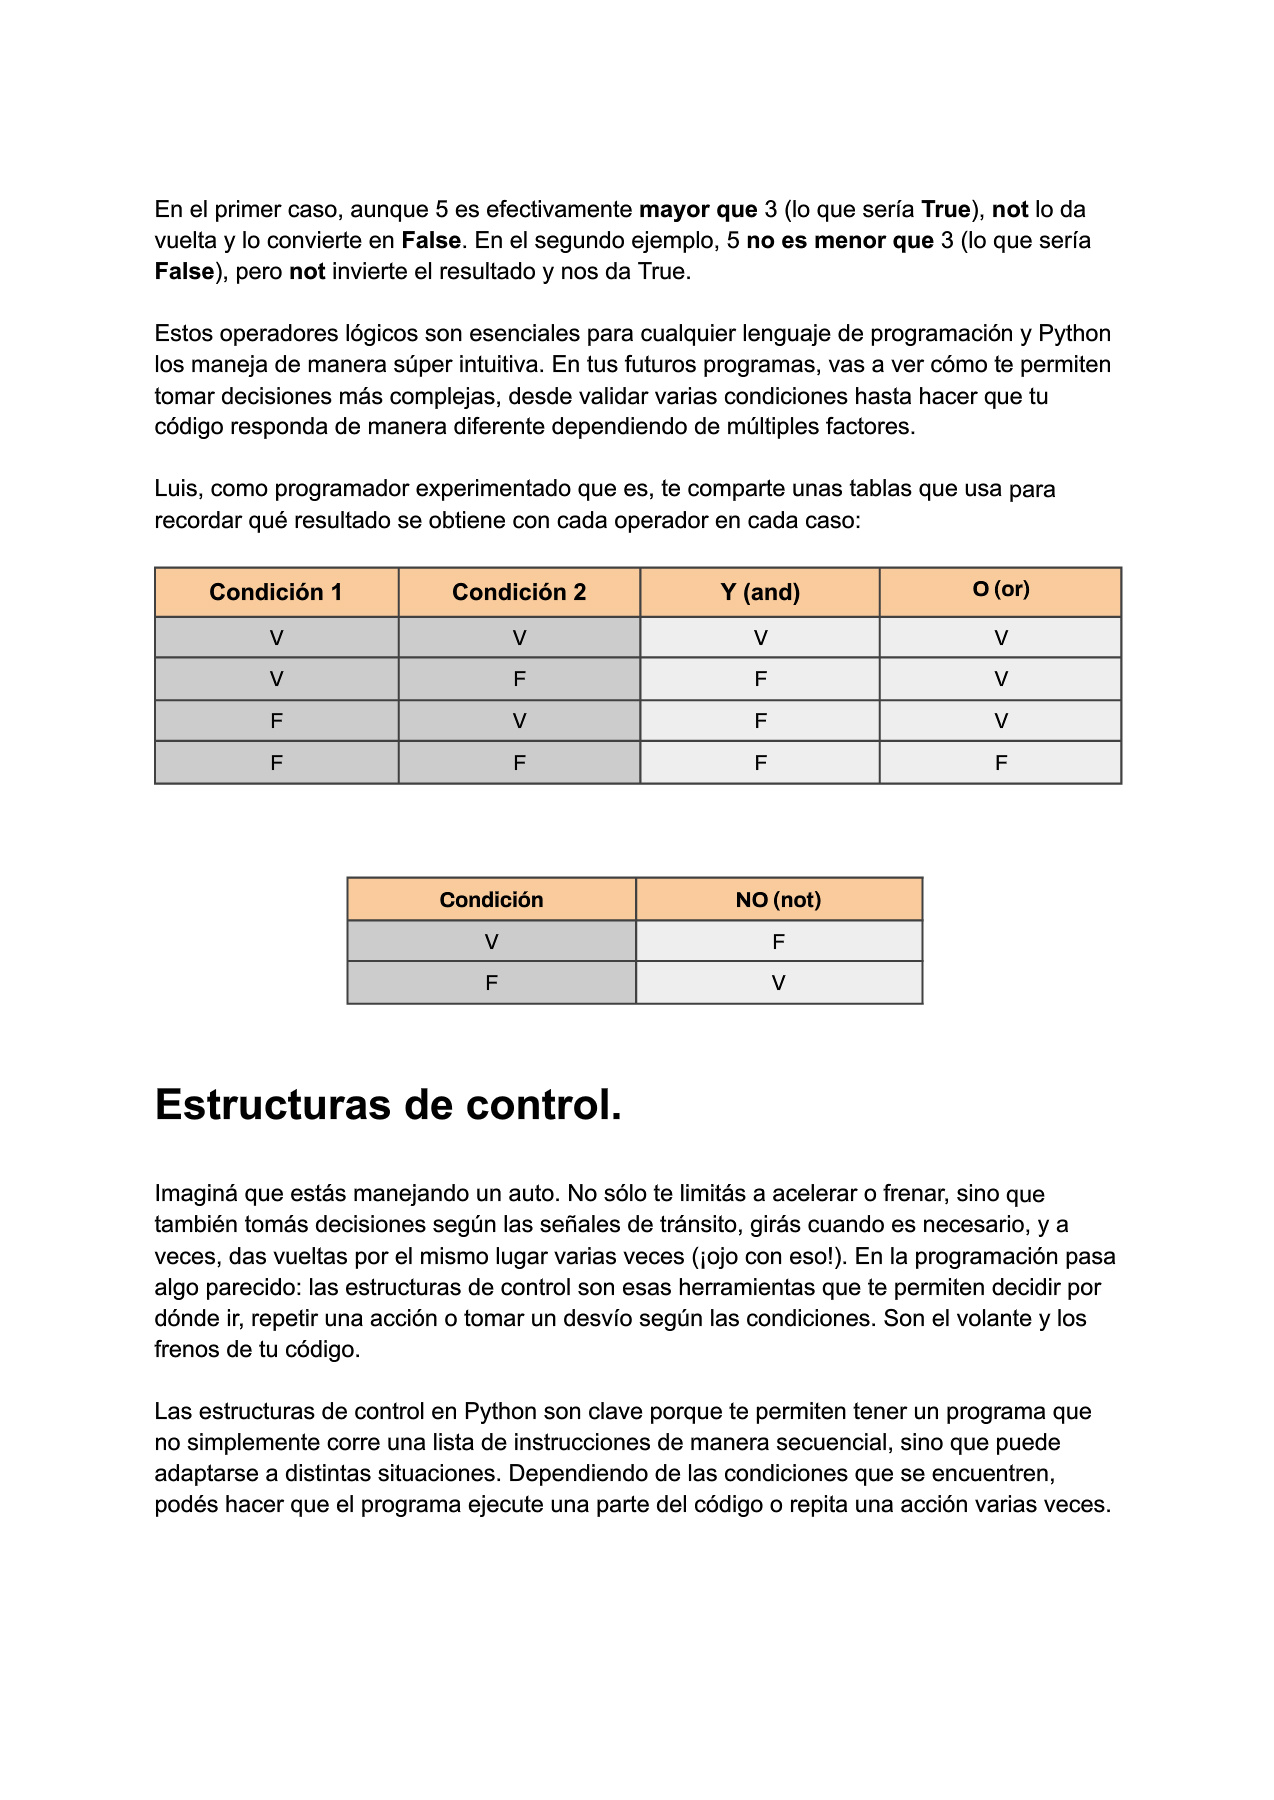 En el primer caso, aunque 5 es efectivamente mayor que 3 (lo que sería True), not lo da
vuelta y lo convierte en False. En el segundo ejemplo, 5 no es menor que 3 (lo que sería
False), pero not invierte el resultado y nos da True.
Estos operadores lógicos son esenciales para cualquier lenguaje de programación y Python
los maneja de manera súper intuitiva. En tus futuros programas, vas a ver cómo te permiten
tomar decisiones más complejas, desde validar varias condiciones hasta hacer que tu
código responda de manera diferente dependiendo de múltiples factores.
Luis, como programador experimentado que es, te comparte unas tablas que usa para
recordar qué resultado se obtiene con cada operador en cada caso:
Condición 1 Condición 2 Y (and) O (or)
V V V V
V F F V
F V F V
F F F F
Condición NO (not)
V F
F V
Estructuras de control.
Imaginá que estás manejando un auto. No sólo te limitás a acelerar o frenar, sino que
también tomás decisiones según las señales de tránsito, girás cuando es necesario, y a
veces, das vueltas por el mismo lugar varias veces (¡ojo con eso!). En la programación pasa
algo parecido: las estructuras de control son esas herramientas que te permiten decidir por
dónde ir, repetir una acción o tomar un desvío según las condiciones. Son el volante y los
frenos de tu código.
Las estructuras de control en Python son clave porque te permiten tener un programa que
no simplemente corre una lista de instrucciones de manera secuencial, sino que puede
adaptarse a distintas situaciones. Dependiendo de las condiciones que se encuentren,
podés hacer que el programa ejecute una parte del código o repita una acción varias veces.